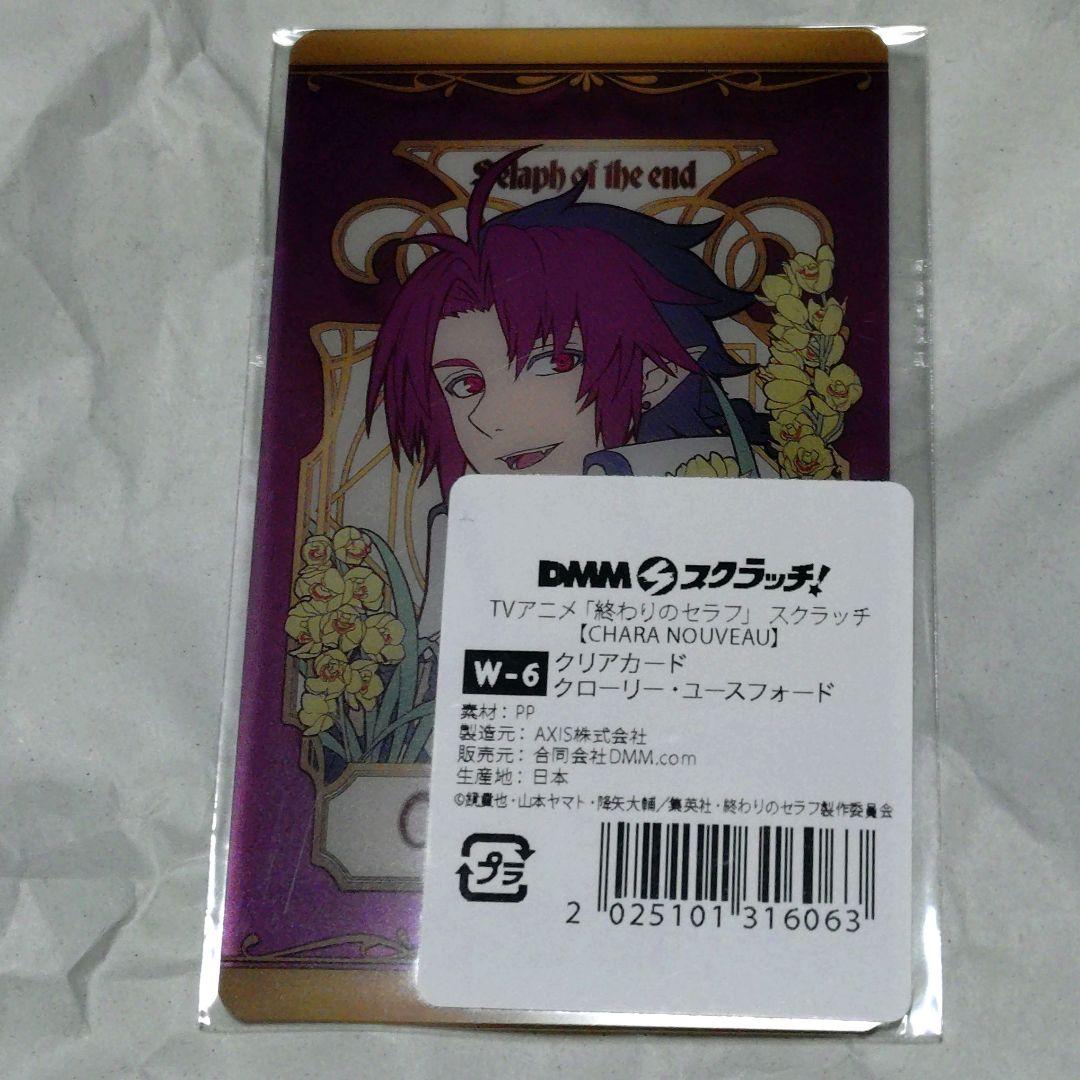 Selaph of the end
DMM スクラッチ!
TVアニメ「終わりのセラフ」 スクラッチ
【CHARA NOUVEAU】
W-6
クリアカード
クローリー・ユースフォード
素材：PP
製造元：AXIS株式会社
販売元：合同会社DMM.com
生産地：日本
©鏡貴也・山本ヤマト・降矢大輔／集英社・終わりのセラフ製作委員会
プラ
2 025101 316063